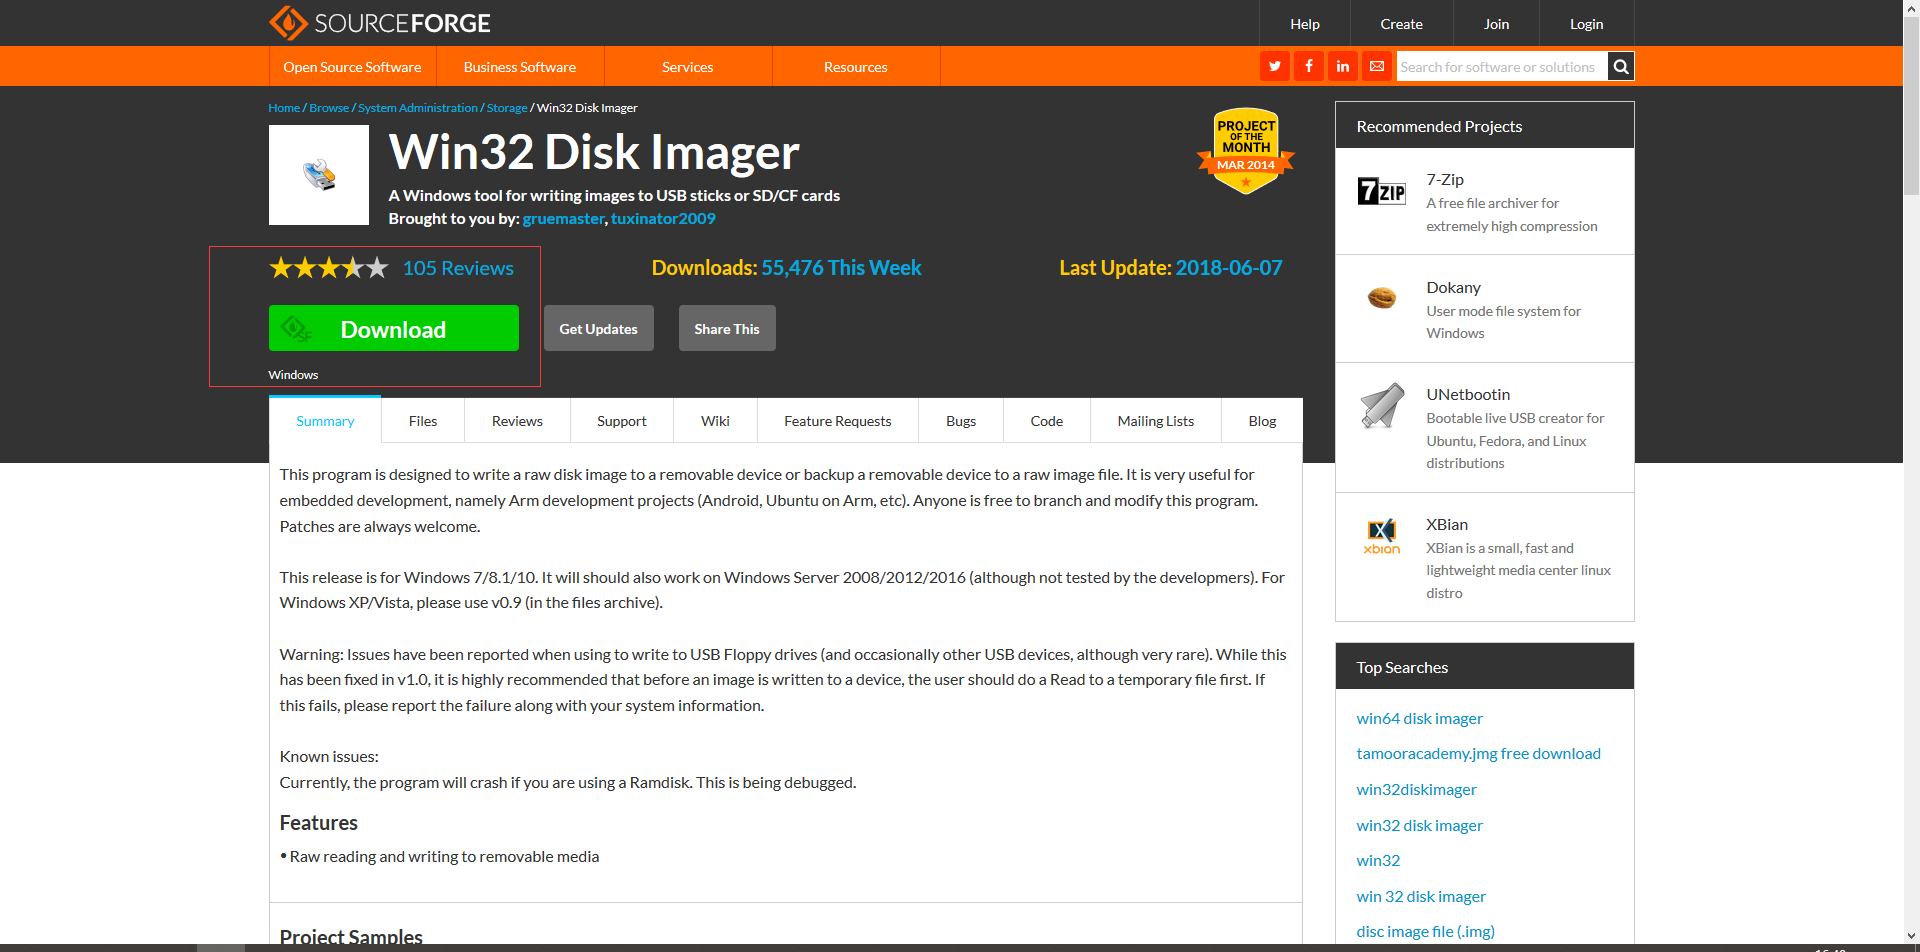 SOURCEFORGE
Help
Create
Join
Login
Open Source Software
Business Software
Services
Resources
Search for software or solutions
Home / Browse / System Administration / Storage / Win32 Disk Imager
Win32 Disk Imager
A Windows tool for writing images to USB sticks or SD/CF cards
Brought to you by: gruemaster, tuxinator2009
PROJECT
OF THE
MONTH
MAR 2014
105 Reviews
Downloads: 55,476 This Week
Last Update: 2018-06-07
SF
Download
Get Updates
Share This
Windows
Summary
Files
Reviews
Support
Wiki
Feature Requests
Bugs
Code
Mailing Lists
Blog
This program is designed to write a raw disk image to a removable device or backup a removable device to a raw image file. It is very useful for
embedded development, namely Arm development projects (Android, Ubuntu on Arm, etc). Anyone is free to branch and modify this program.
Patches are always welcome.
This release is for Windows 7/8.1/10. It will should also work on Windows Server 2008/2012/2016 (although not tested by the developmers). For
Windows XP/Vista, please use v0.9 (in the files archive).
Warning: Issues have been reported when using to write to USB Floppy drives (and occasionally other USB devices, although very rare). While this
has been fixed in v1.0, it is highly recommended that before an image is written to a device, the user should do a Read to a temporary file first. If
this fails, please report the failure along with your system information.
Known issues:
Currently, the program will crash if you are using a Ramdisk. This is being debugged.
Features
• Raw reading and writing to removable media
Project Samples
Recommended Projects
7ZIP
7-Zip
A free file archiver for
extremely high compression
Dokany
User mode file system for
Windows
UNetbootin
Bootable live USB creator for
Ubuntu, Fedora, and Linux
distributions
X
xbian
XBian
XBian is a small, fast and
lightweight media center linux
distro
Top Searches
win64 disk imager
tamooracademy.jmg free download
win32diskimager
win32 disk imager
win32
win 32 disk imager
disc image file (.img)